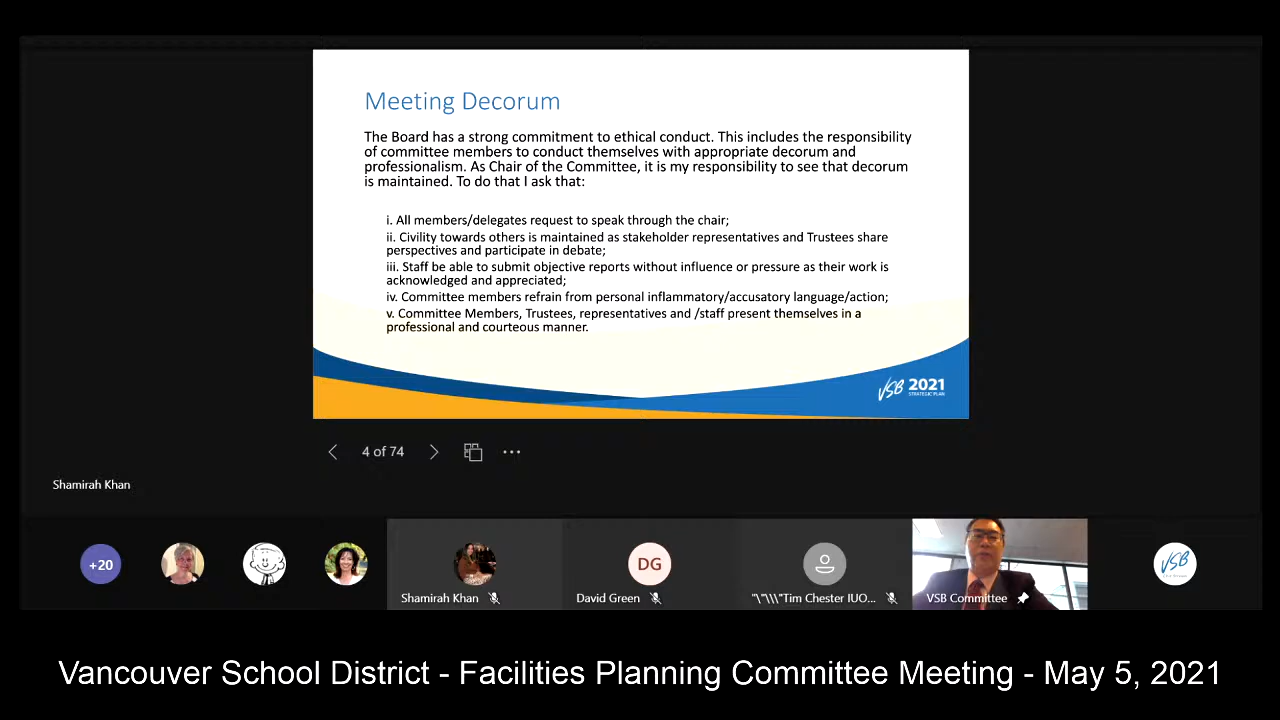 Meeting Decorum
The Board has a strong commitment to ethical conduct. This includes the responsibility
of committee members to conduct themselves with appropriate decorum and
professionalism. As Chair of the Committee, it is my responsibility to see that decorum
is maintained. To do that I ask that:
i. All members/delegates request to speak through the chair;
ii. Civility towards others is maintained as stakeholder representatives and Trustees share
perspectives and participate in debate;
iii. Staff be able to submit objective reports without influence or pressure as their work is
acknowledged and appreciated;
iv. Committee members refrain from personal inflammatory/accusatory language/action;
v. Committee Members, Trustees, representatives and /staff present themselves in a
professional and courteous manner.
VSB 2021
STRATEGIC PLAN
4 of 74
Shamirah Khan
+20
DG
VSB
Shamirah Khan
David Green
"\"\\\"Tim Chester IUO...
VSB Committee
Vancouver School District - Facilities Planning Committee Meeting - May 5, 2021